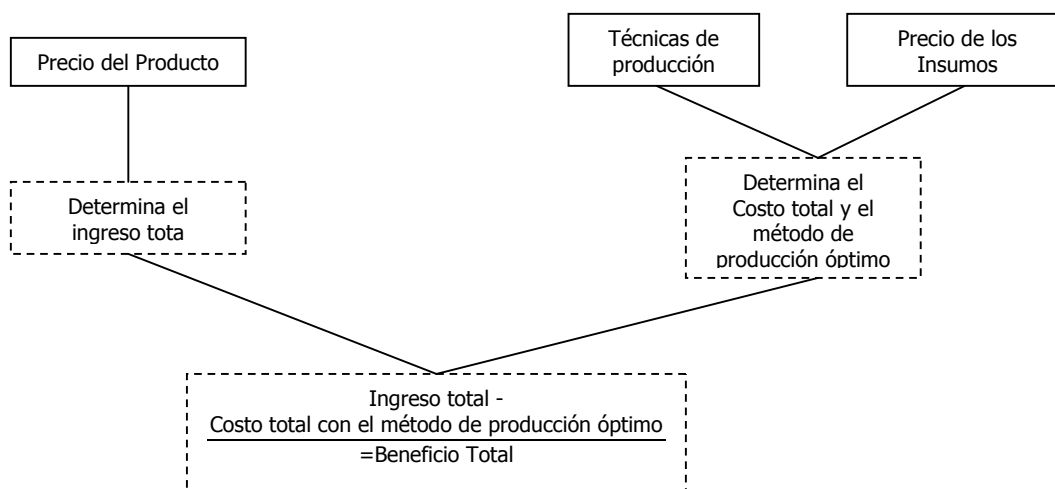 Precio del Producto
Técnicas de
producción
Precio de los
Insumos
Determina el
ingreso tota
Determina el
Costo total y el
método de
producción óptimo
Ingreso total -
Costo total con el método de producción óptimo
=Beneficio Total